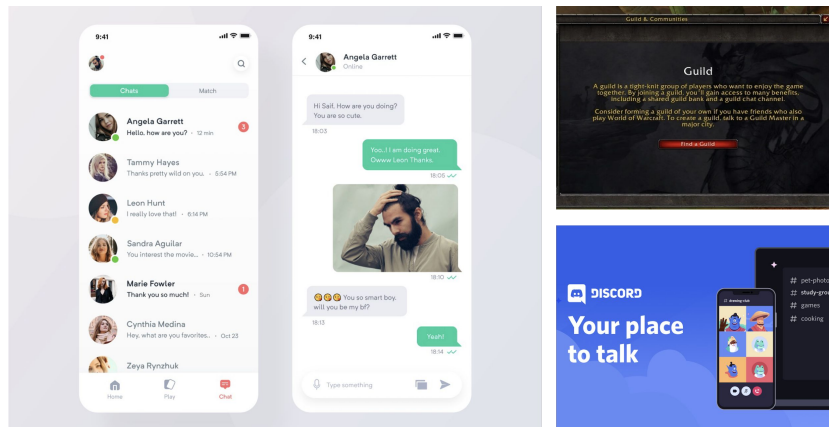 9:41
Chats
Match
Angela Garrett
Hello. how are you? • 12 min
3
Tammy Hayes
Thanks pretty wild on you. • 5:54 PM
Leon Hunt
I really love that! • 6:14 PM
Sandra Aguilar
You interest the movie... • 10:54 PM
Marie Fowler
Thank you so much! • Sun
1
Cynthia Medina
Hey, what are you favorites.. • Oct 23
Zeya Rynzhuk
Home
Play
Chat
9:41
Angela Garrett
Online
Hi Saif, How are you doing?
You are so cute.
18:03
Yoo..! I am doing great.
Owww Leon Thanks.
18:05
18:10
You so smart boy.
will you be my bf?
18:13
Yeah!
18:14
Type something
Guild & Communities
Guild
A guild is a tight-knit group of players who want to enjoy the game
together. By joining a guild, you'll gain access to many benefits,
including a shared guild bank and a guild chat channel.
Consider forming a guild of your own if you have friends who also
play World of Warcraft. To create a guild, talk to a Guild Master in a
major city.
Find a Guild
DISCORD
Your place
to talk
drawing-club
# pet-photo
# study-grou
# games
# cooking